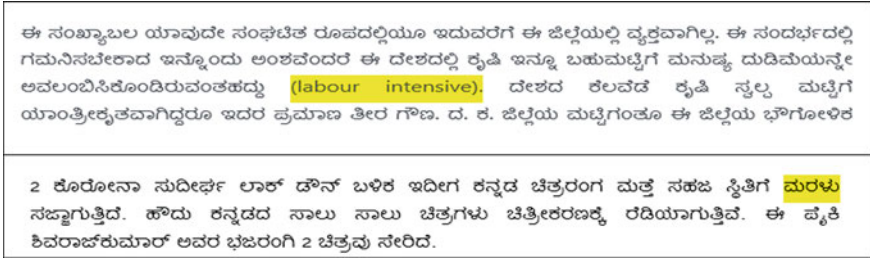 ಈ ಸಂಖ್ಯಾಬಲ ಯಾವುದೇ ಸಂಘಟಿತ ರೂಪದಲ್ಲಿಯೂ ಇದುವರೆಗೆ ಈ ಜಿಲ್ಲೆಯಲ್ಲಿ ವ್ಯಕ್ತವಾಗಿಲ್ಲ. ಈ ಸಂದರ್ಭದಲ್ಲಿ
ಗಮನಿಸಬೇಕಾದ ಇನ್ನೊಂದು ಅಂಶವೆಂದರೆ ಈ ದೇಶದಲ್ಲಿ ಕೃಷಿ ಇನ್ನೂ ಬಹುಮಟ್ಟಿಗೆ ಮನುಷ್ಯ ದುಡಿಮೆಯನ್ನೇ
ಅವಲಂಬಿಸಿಕೊಂಡಿರುವಂತಹದ್ದು (labour intensive). ದೇಶದ ಕೆಲವೆಡೆ ಕೃಷಿ ಸ್ವಲ್ಪ ಮಟ್ಟಿಗೆ
ಯಾಂತ್ರೀಕೃತವಾಗಿದ್ದರೂ ಇದರ ಪ್ರಮಾಣ ತೀರ ಗೌಣ. ದ. ಕ. ಜಿಲ್ಲೆಯ ಮಟ್ಟಿಗಂತೂ ಈ ಜಿಲ್ಲೆಯ ಭೌಗೋಳಿಕ
2 ಕೊರೋನಾ ಸುದೀರ್ಘ ಲಾಕ್ ಡೌನ್ ಬಳಿಕ ಇದೀಗ ಕನ್ನಡ ಚಿತ್ರರಂಗ ಮತ್ತೆ ಸಹಜ ಸ್ಥಿತಿಗೆ ಮರಳು
ಸಜ್ಜಾಗುತ್ತಿದೆ. ಹೌದು ಕನ್ನಡದ ಸಾಲು ಸಾಲು ಚಿತ್ರಗಳು ಚಿತ್ರೀಕರಣಕ್ಕೆ ರೆಡಿಯಾಗುತ್ತಿವೆ. ಈ ಪೈಕಿ
ಶಿವರಾಜ್‌ಕುಮಾರ್ ಅವರ ಭಜರಂಗಿ 2 ಚಿತ್ರವು ಸೇರಿದೆ.